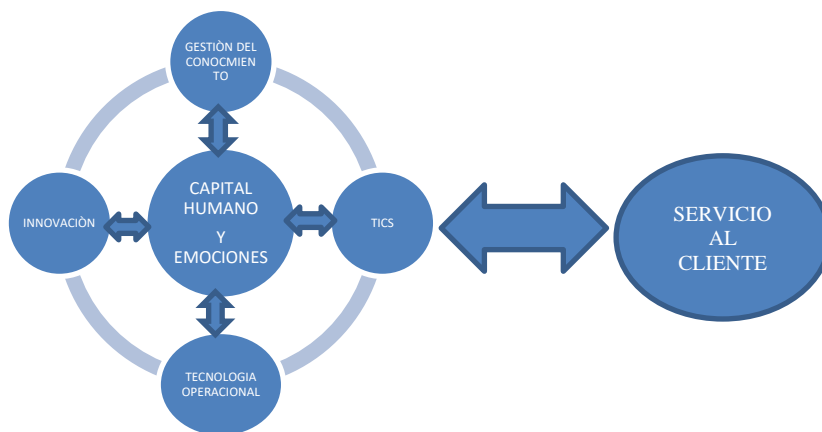 GESTIÒN DEL
CONOCMIEN
TO
INNOVACIÒN
CAPITAL
HUMANO
Y
EMOCIONES
TICS
SERVICIO
AL
CLIENTE
TECNOLOGIA
OPERACIONAL